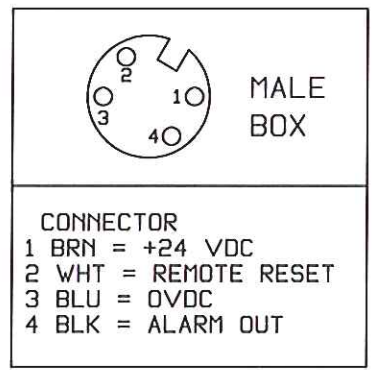 2
1
3
4
MALE
BOX
CONNECTOR
1 BRN = +24 VDC
2 WHT = REMOTE RESET
3 BLU = 0VDC
4 BLK = ALARM OUT